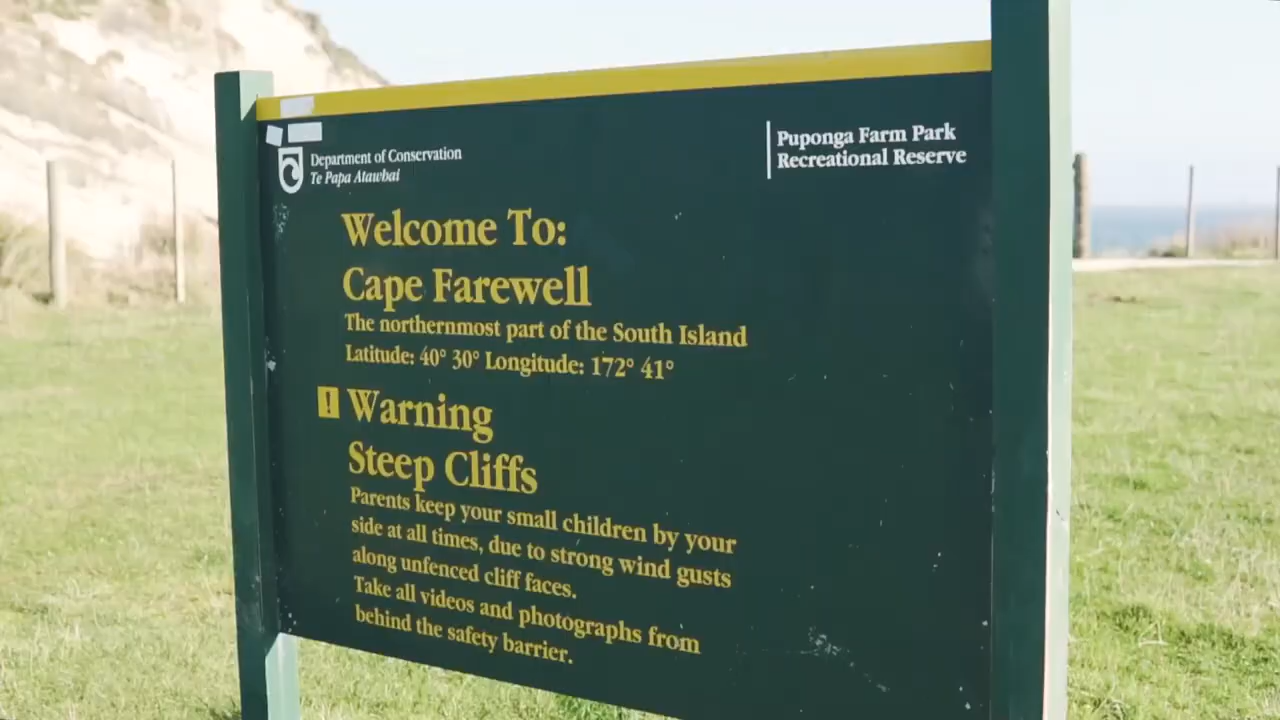 Department of Conservation
Te Papa Atawhai
Puponga Farm Park
Recreational Reserve
Welcome To:
Cape Farewell
The northernmost part of the South Island
Latitude: 40° 30° Longitude: 172° 41°
! Warning
Steep Cliffs
Parents keep your small children by your
side at all times, due to strong wind gusts
along unfenced cliff faces.
Take all videos and photographs from
behind the safety barrier.